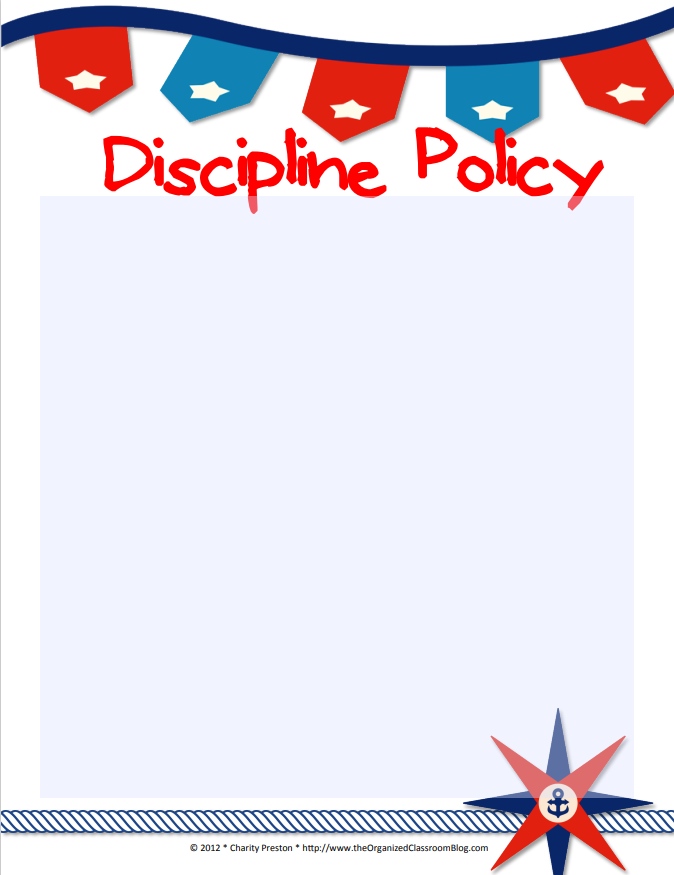 Discipline Policy
© 2012 * Charity Preston * http://www.theOrganizedClassroomBlog.com